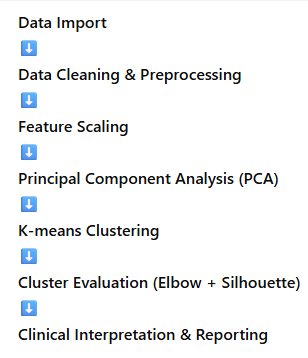 Data Import
⬇️
Data Cleaning & Preprocessing
⬇️
Feature Scaling
⬇️
Principal Component Analysis (PCA)
⬇️
K-means Clustering
⬇️
Cluster Evaluation (Elbow + Silhouette)
⬇️
Clinical Interpretation & Reporting